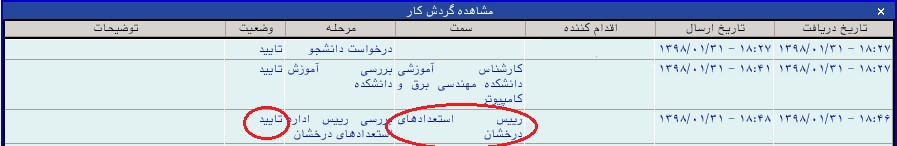 مشاهده گردش کار
تاریخ دریافت تاریخ ارسال اقدام کننده سمت مرحله وضعیت توضیحات
۱۳۹۸/۰۱/۳۱ - ۱۸:۲۷ ۱۳۹۸/۰۱/۳۱ - ۱۸:۲۷ درخواست دانشجو تایید
۱۳۹۸/۰۱/۳۱ - ۱۸:۲۷ ۱۳۹۸/۰۱/۳۱ - ۱۸:۴۱ کارشناس آموزشی بررسی آموزش تایید
دانشکده مهندسی برق و دانشکده
کامپیوتر
۱۳۹۸/۰۱/۳۱ - ۱۸:۴۶ ۱۳۹۸/۰۱/۳۱ - ۱۸:۴۸ رییس استعدادهای بررسی رییس اداره تایید
درخشان استعدادهای درخشان